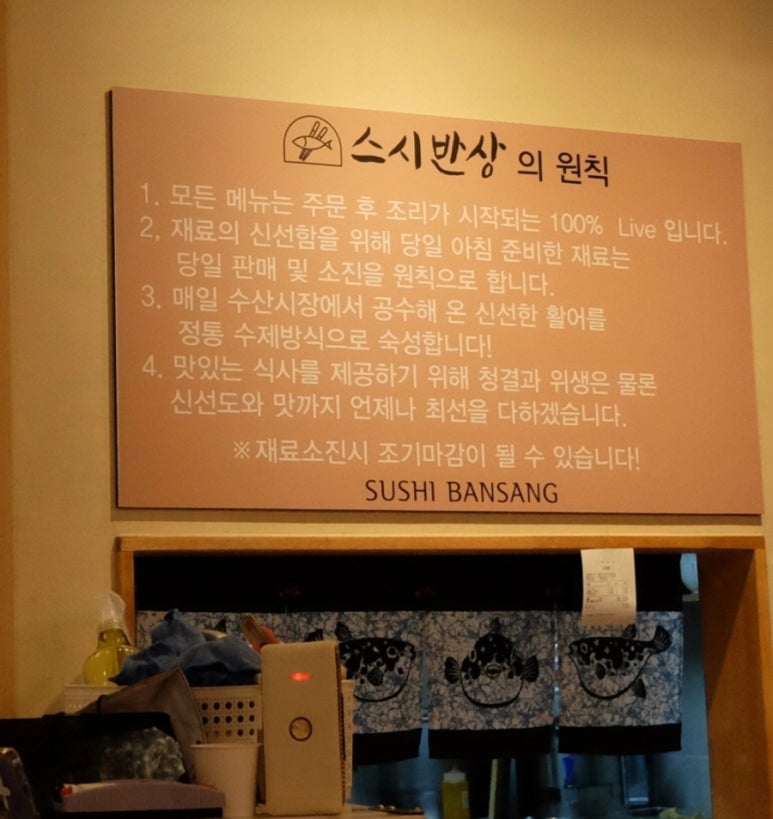 스시반상 의 원칙
1. 모든 메뉴는 주문 후 조리가 시작되는 100% Live 입니다.
2, 재료의 신선함을 위해 당일 아침 준비한 재료는
당일 판매 및 소진을 원칙으로 합니다.
3. 매일 수산시장에서 공수해 온 신선한 활어를
정통 수제방식으로 숙성합니다!
4. 맛있는 식사를 제공하기 위해 청결과 위생은 물론
신선도와 맛까지 언제나 최선을 다하겠습니다.
※ 재료소진시 조기마감이 될 수 있습니다!
SUSHI BANSANG